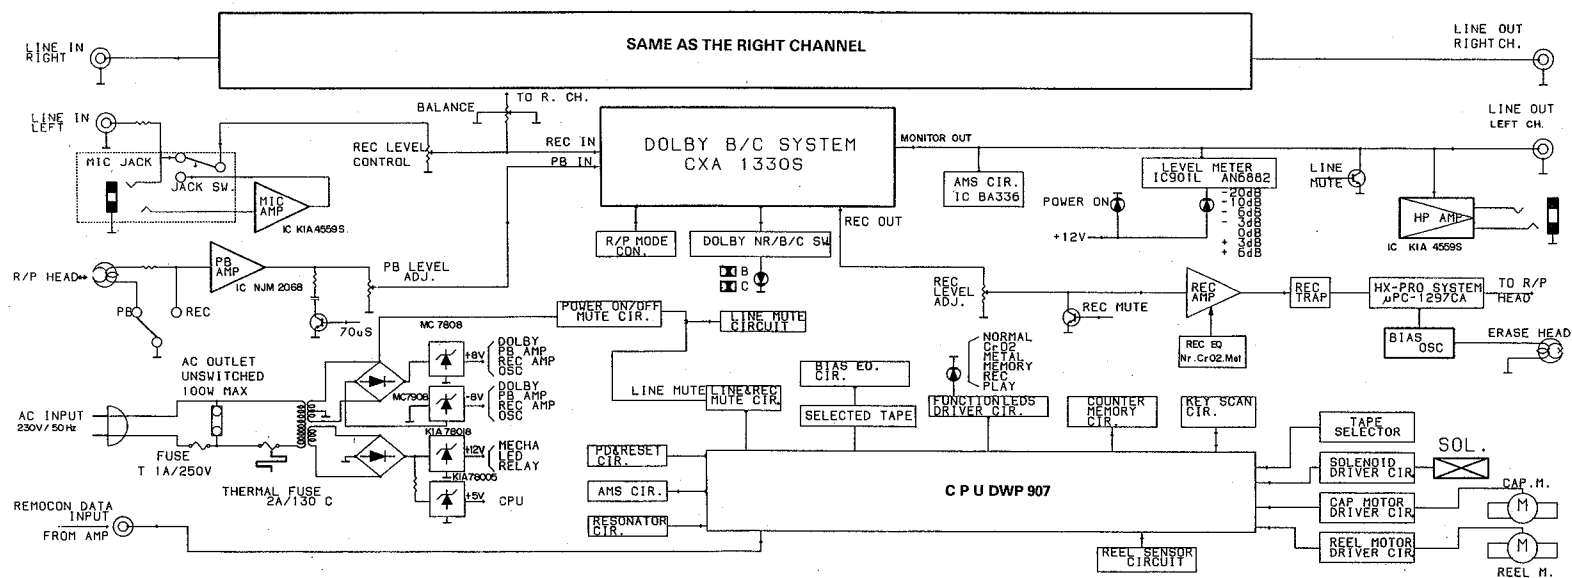 SAME AS THE RIGHT CHANNEL
LINE IN
RIGHT
LINE OUT
RIGHT CH.
TO R. CH.
BALANCE
LINE IN
LEFT
MIC JACK
JACK SW.
MIC
AMP
IC KIA4559S.
REC LEVEL
CONTROL
REC IN
PB IN
DOLBY B/C SYSTEM
CXA 1330S
MONITOR OUT
REC OUT
LINE OUT
LEFT CH.
AMS CIR.
IC BA336
LEVEL METER
IC901L AN6882
-20dB
-10dB
- 6dB
- 3dB
0dB
+ 3dB
+ 6dB
POWER ON
+12V
LINE
MUTE
HP AMP
IC KIA 4559S
R/P MODE
CON.
DOLBY NR/B/C SW
B
C
R/P HEAD
PB
AMP
IC NJM 2068
PB LEVEL
ADJ.
PB
REC
70uS
REC
LEVEL
ADJ.
REC MUTE
REC
AMP
REC EQ
Nr.CrO2.Met
REC
TRAP
HX-PRO SYSTEM
µPC-1297CA
TO R/P
HEAD
BIAS
OSC
ERASE HEAD
POWER ON/OFF
MUTE CIR.
LINE MUTE
CIRCUIT
LINE MUTE
LINE&REC
MUTE CIR.
MC 7808
+8V
DOLBY
PB AMP
REC AMP
OSC
MC7908
-8V
DOLBY
PB AMP
REC AMP
OSC
KIA78018
+12V
MECHA
LED
RELAY
KIA78005
+5V
CPU
AC OUTLET
UNSWITCHED
100W MAX
AC INPUT
230V/50Hz
FUSE
T 1A/250V
THERMAL FUSE
2A/130 C
REMOCON DATA
INPUT
FROM AMP
BIAS EQ.
CIR.
SELECTED TAPE
NORMAL
CrO2
METAL
MEMORY
REC
PLAY
FUNCTIONLEDS
DRIVER CIR.
COUNTER
MEMORY
CIR.
KEY SCAN
CIR.
PD&RESET
CIR.
AMS CIR.
RESONATOR
CIR.
CPU DWP 907
TAPE
SELECTOR
SOLENOID
DRIVER CIR
SOL.
CAP MOTOR
DRIVER CIR
CAP.M.
M
REEL MOTOR
DRIVER CIR
M
REEL M.
REEL SENSOR
CIRCUIT